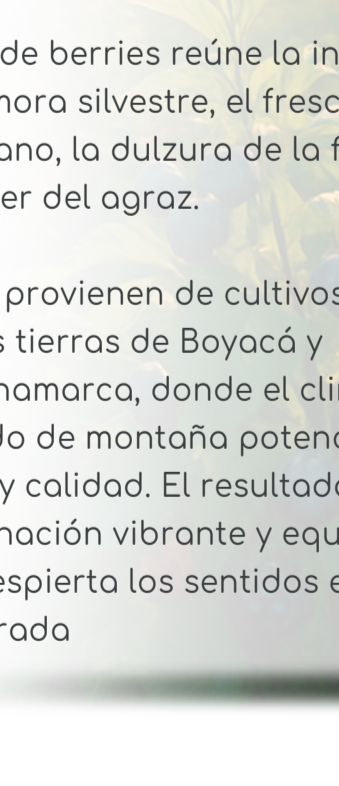 de berries reúne la in
mora silvestre, el fresc
ano, la dulzura de la f
er del agraz.
provienen de cultivos
s tierras de Boyacá y
namarca, donde el cli
do de montaña potenc
y calidad. El resultado
nación vibrante y equ
espierta los sentidos e
rada